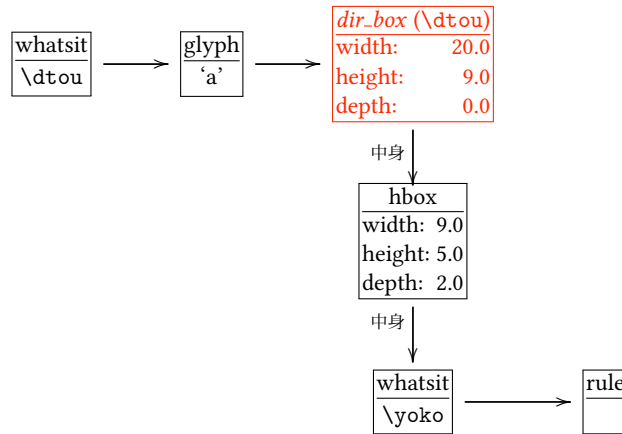 whatsit
\dtou
glyph
‘a’
dir_box (\dtou)
width: 20.0
height: 9.0
depth: 0.0
中身
hbox
width: 9.0
height: 5.0
depth: 2.0
中身
whatsit
\yoko
rule